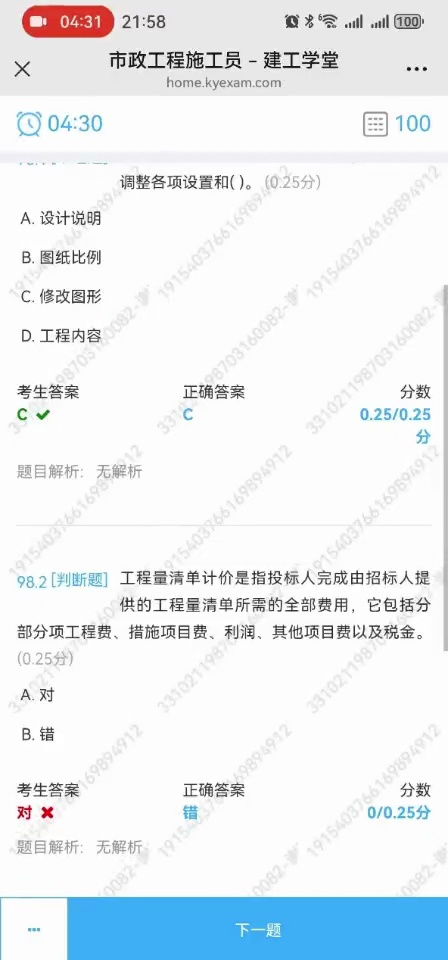 04:31 21:58 100
市政工程施工员 - 建工学堂
home.kyexam.com
04:30 100
调整各项设置和( )。 (0.25分)
A. 设计说明
B. 图纸比例
C. 修改图形
D. 工程内容
考生答案 正确答案 分数
C C 0.25/0.25
分
题目解析: 无解析
98.2 [判断题] 工程量清单计价是指投标人完成由招标人提
供的工程量清单所需的全部费用，它包括分
部分项工程费、措施项目费、利润、其他项目费以及税金。
(0.25分)
A. 对
B. 错
考生答案 正确答案 分数
对 错 0/0.25分
题目解析: 无解析
下一题